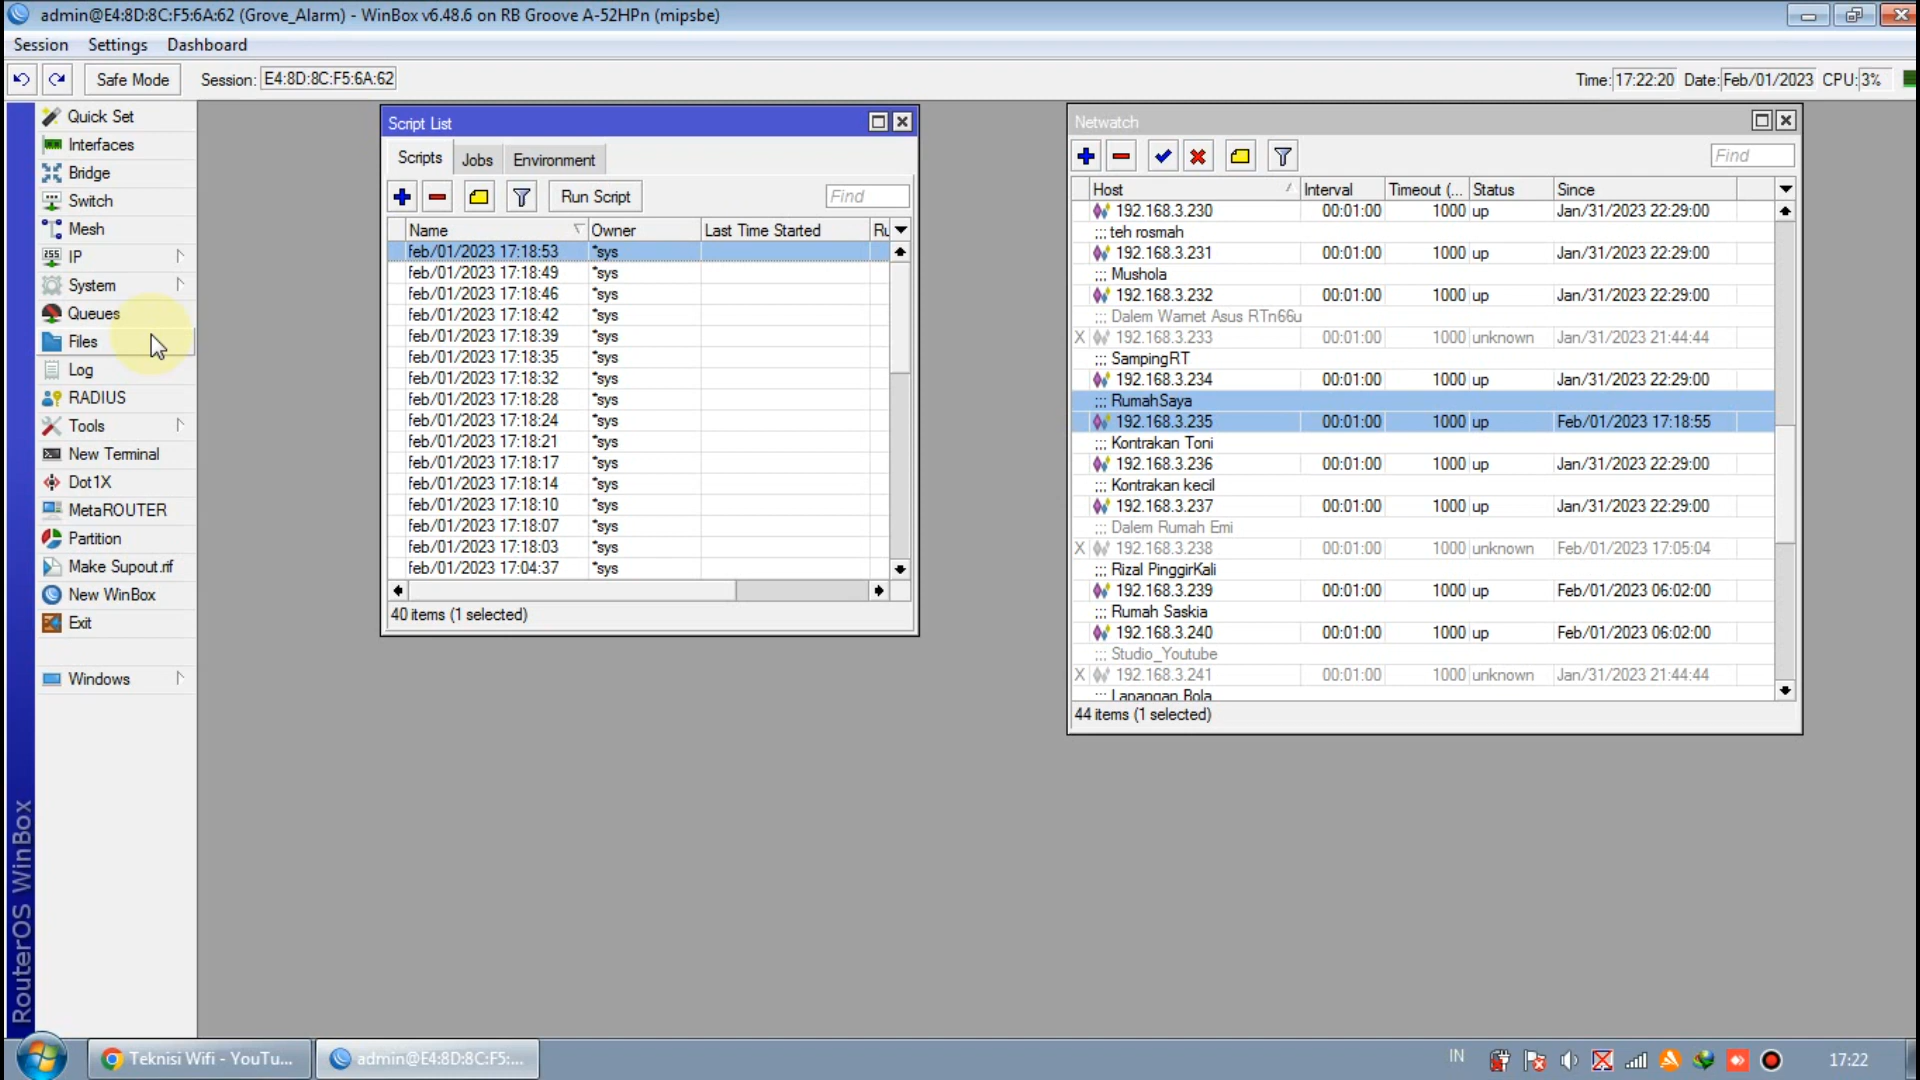 admin@E4:8D:8C:F5:6A:62 (Grove_Alarm) - WinBox v6.48.6 on RB Groove A-52HPn (mipsbe)
Session Settings Dashboard
Safe Mode Session: E4:8D:8C:F5:6A:62 Time: 17:22:20 Date: Feb/01/2023 CPU: 3%
Quick Set
Interfaces
Bridge
Switch
Mesh
IP
System
Queues
Files
Log
RADIUS
Tools
New Terminal
Dot1X
MetaROUTER
Partition
Make Supout.rif
New WinBox
Exit
Windows
RouterOS WinBox
Script List
Scripts Jobs Environment
Run Script Find
Name Owner Last Time Started Ru
feb/01/2023 17:18:53 *sys
feb/01/2023 17:18:49 *sys
feb/01/2023 17:18:46 *sys
feb/01/2023 17:18:42 *sys
feb/01/2023 17:18:39 *sys
feb/01/2023 17:18:35 *sys
feb/01/2023 17:18:32 *sys
feb/01/2023 17:18:28 *sys
feb/01/2023 17:18:24 *sys
feb/01/2023 17:18:21 *sys
feb/01/2023 17:18:17 *sys
feb/01/2023 17:18:14 *sys
feb/01/2023 17:18:10 *sys
feb/01/2023 17:18:07 *sys
feb/01/2023 17:18:03 *sys
feb/01/2023 17:04:37 *sys
40 items (1 selected)
Netwatch
Find
Host Interval Timeout (... Status Since
192.168.3.230 00:01:00 1000 up Jan/31/2023 22:29:00
;;; teh rosmah
192.168.3.231 00:01:00 1000 up Jan/31/2023 22:29:00
;;; Mushola
192.168.3.232 00:01:00 1000 up Jan/31/2023 22:29:00
;;; Dalem Warnet Asus RTn66u
X 192.168.3.233 00:01:00 1000 unknown Jan/31/2023 21:44:44
;;; SampingRT
192.168.3.234 00:01:00 1000 up Jan/31/2023 22:29:00
;;; RumahSaya
192.168.3.235 00:01:00 1000 up Feb/01/2023 17:18:55
;;; Kontrakan Toni
192.168.3.236 00:01:00 1000 up Jan/31/2023 22:29:00
;;; Kontrakan kecil
192.168.3.237 00:01:00 1000 up Jan/31/2023 22:29:00
;;; Dalem Rumah Emi
X 192.168.3.238 00:01:00 1000 unknown Feb/01/2023 17:05:04
;;; Rizal PinggirKali
192.168.3.239 00:01:00 1000 up Feb/01/2023 06:02:00
;;; Rumah Saskia
192.168.3.240 00:01:00 1000 up Feb/01/2023 06:02:00
;;; Studio_Youtube
X 192.168.3.241 00:01:00 1000 unknown Jan/31/2023 21:44:44
;;; Lapangan Bola
44 items (1 selected)
Teknisi Wifi - YouTu... admin@E4:8D:8C:F5:... IN 17:22